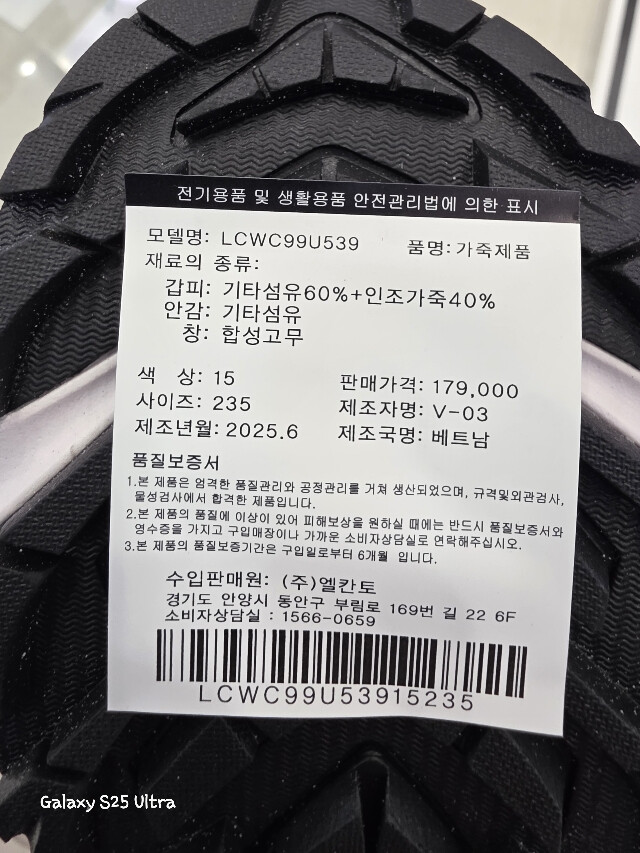 전기용품 및 생활용품 안전관리법에 의한 표시
모델명: LCWC99U539 품명:가죽제품
재료의 종류:
갑피: 기타섬유60%+인조가죽40%
안감: 기타섬유
창: 합성고무
색 상: 15 판매가격: 179,000
사이즈: 235 제조자명: V-03
제조년월: 2025.6 제조국명: 베트남
품질보증서
1.본 제품은 엄격한 품질관리와 공정관리를 거쳐 생산되었으며, 규격및외관검사,
물성검사에서 합격한 제품입니다.
2.본 제품의 품질에 이상이 있어 피해보상을 원하실 때에는 반드시 품질보증서와
영수증을 가지고 구입매장이나 가까운 소비자상담실로 연락해주십시오.
3.본 제품의 품질보증기간은 구입일로부터 6개월 입니다.
수입판매원: (주)엘칸토
경기도 안양시 동안구 부림로 169번 길 22 6F
소비자상담실 : 1566-0659
LCWC99U53915235
Galaxy S25 Ultra